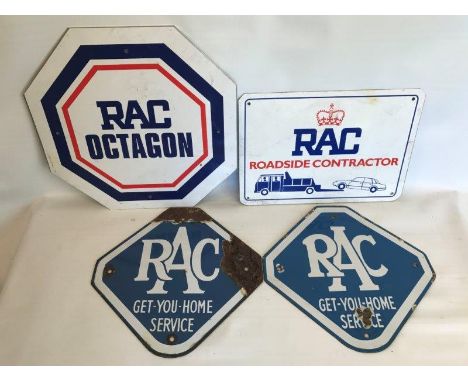 RAC
OCTAGON
RAC
ROADSIDE CONTRACTOR
RAC
GET-YOU-HOME
SERVICE
RAC
GET-YOU-HOME
SERVICE